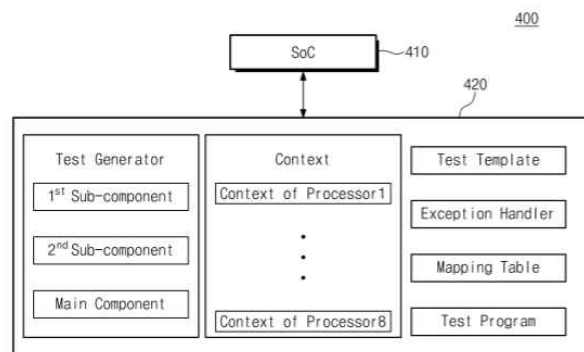 400
SoC
410
420
Test Generator
1st Sub-component
2nd Sub-component
Main Component
Context
Context of Processor1
Context of Processor8
Test Template
Exception Handler
Mapping Table
Test Program